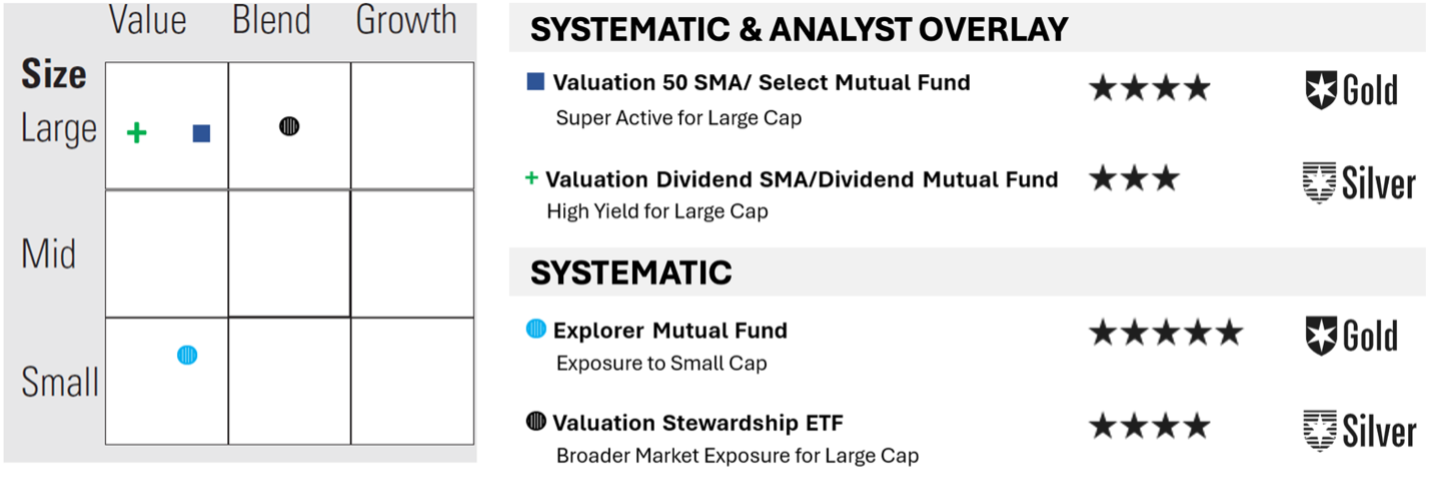 Value Blend Growth
Size
Large
Mid
Small
SYSTEMATIC & ANALYST OVERLAY
Valuation 50 SMA/ Select Mutual Fund ★★★★ Gold
Super Active for Large Cap
+ Valuation Dividend SMA/Dividend Mutual Fund ★★★ Silver
High Yield for Large Cap
SYSTEMATIC
Explorer Mutual Fund ★★★★★ Gold
Exposure to Small Cap
Valuation Stewardship ETF ★★★★ Silver
Broader Market Exposure for Large Cap